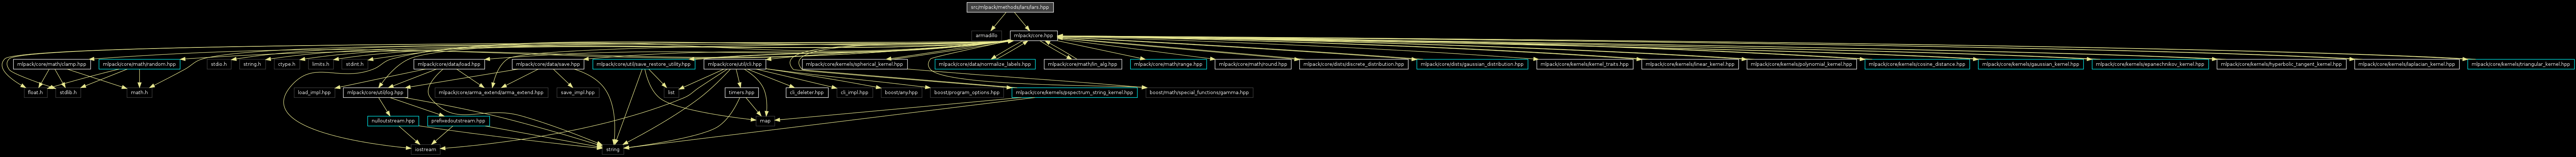 src/mlpack/methods/lars/lars.hpp
armadillo
mlpack/core.hpp
mlpack/core/math/clamp.hpp
mlpack/core/math/random.hpp
stdio.h
string.h
ctype.h
limits.h
stdint.h
mlpack/core/data/load.hpp
mlpack/core/data/save.hpp
mlpack/core/util/save_restore_utility.hpp
mlpack/core/util/cli.hpp
mlpack/core/kernels/spherical_kernel.hpp
mlpack/core/data/normalize_labels.hpp
mlpack/core/math/lin_alg.hpp
mlpack/core/math/range.hpp
mlpack/core/math/round.hpp
mlpack/core/dists/discrete_distribution.hpp
mlpack/core/dists/gaussian_distribution.hpp
mlpack/core/kernels/kernel_traits.hpp
mlpack/core/kernels/linear_kernel.hpp
mlpack/core/kernels/polynomial_kernel.hpp
mlpack/core/kernels/cosine_distance.hpp
mlpack/core/kernels/gaussian_kernel.hpp
mlpack/core/kernels/epanechnikov_kernel.hpp
mlpack/core/kernels/hyperbolic_tangent_kernel.hpp
mlpack/core/kernels/laplacian_kernel.hpp
mlpack/core/kernels/triangular_kernel.hpp
float.h
stdlib.h
math.h
load_impl.hpp
mlpack/core/util/log.hpp
mlpack/core/arma_extend/arma_extend.hpp
save_impl.hpp
list
timers.hpp
cli_deleter.hpp
cli_impl.hpp
boost/any.hpp
boost/program_options.hpp
mlpack/core/kernels/pspectrum_string_kernel.hpp
boost/math/special_functions/gamma.hpp
nulloutstream.hpp
prefixedoutstream.hpp
map
iostream
string